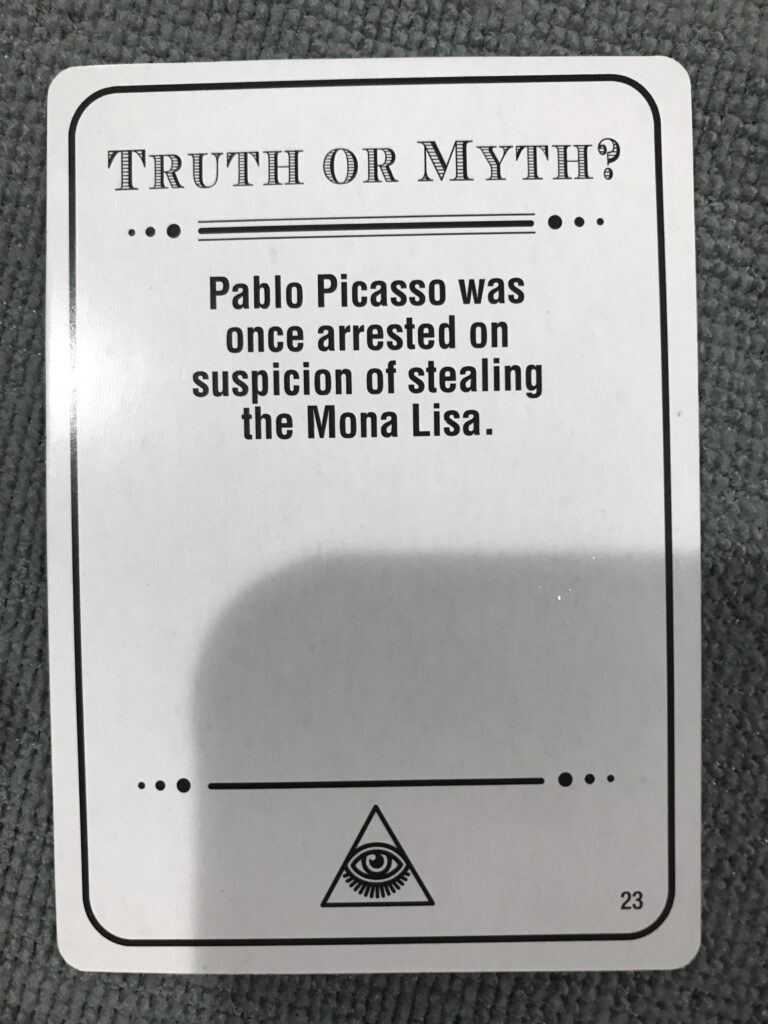 TRUTH OR MYTH?
Pablo Picasso was
once arrested on
suspicion of stealing
the Mona Lisa.
23